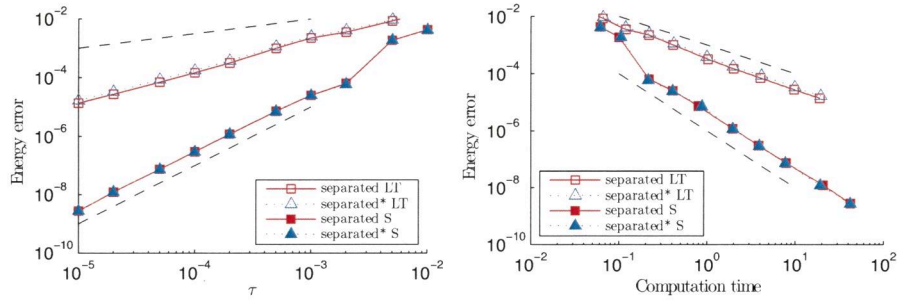 10^-2
10^-4
10^-6
10^-8
10^-10
Energy error
separated LT
separated* LT
separated S
separated* S
10^-5
10^-4
10^-3
10^-2
τ
10^-2
10^-4
10^-6
10^-8
10^-10
Energy error
separated LT
separated* LT
separated S
separated* S
10^-2
10^-1
10^0
10^1
10^2
Computation time